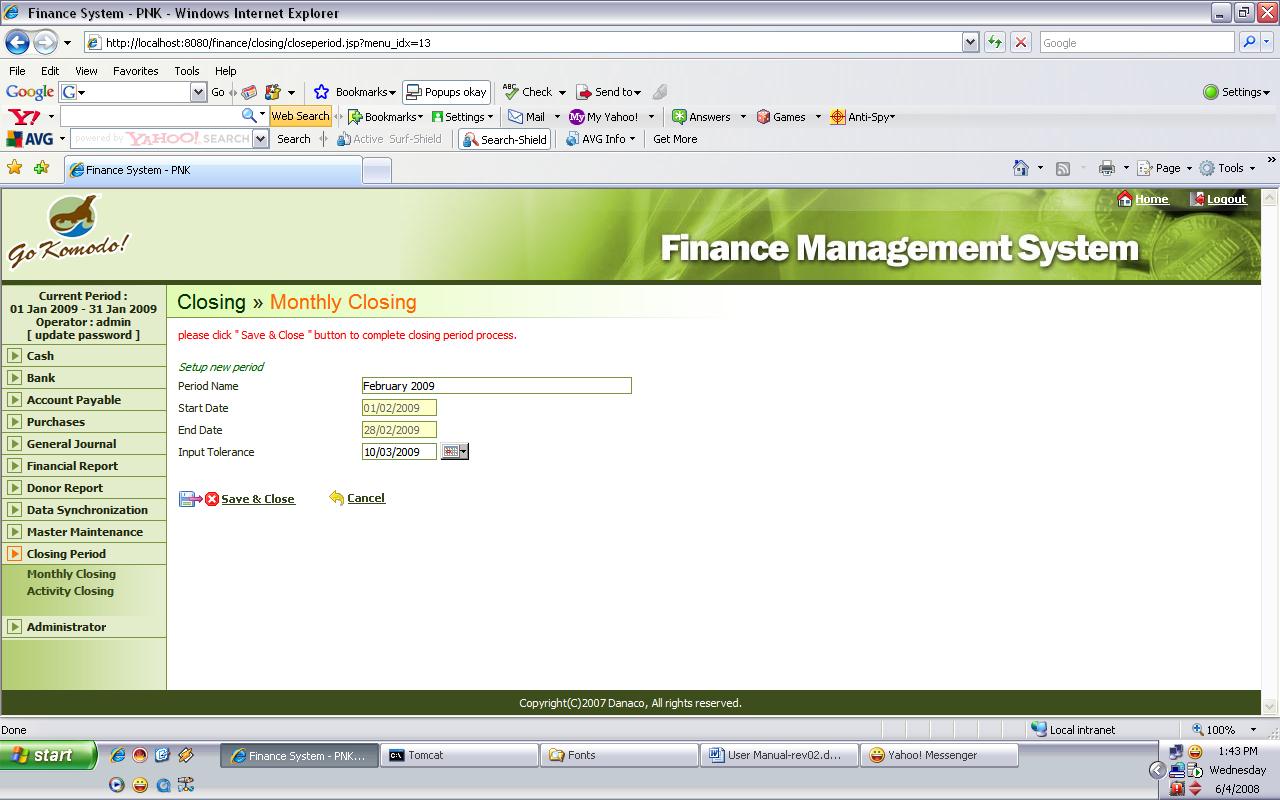 Finance System - PNK - Windows Internet Explorer
http://localhost:8080/finance/closing/closeperiod.jsp?menu_idx=13
Google
File Edit View Favorites Tools Help
Google G Go Bookmarks Popups okay ABC Check Send to Settings
Y! Web Search Bookmarks Settings Mail My My Yahoo! Answers Games Anti-Spy
AVG powered by YAHOO! SEARCH Search Active Surf-Shield Search-Shield AVG Info Get More
Finance System - PNK Page Tools
Home Logout
Go Komodo!
Finance Management System
Current Period :
01 Jan 2009 - 31 Jan 2009
Operator : admin
[ update password ]
Cash
Bank
Account Payable
Purchases
General Journal
Financial Report
Donor Report
Data Synchronization
Master Maintenance
Closing Period
Monthly Closing
Activity Closing
Administrator
Closing » Monthly Closing
please click " Save & Close " button to complete closing period process.
Setup new period
Period Name February 2009
Start Date 01/02/2009
End Date 28/02/2009
Input Tolerance 10/03/2009
Save & Close Cancel
Copyright(C)2007 Danaco, All rights reserved.
Done Local intranet 100%
start Finance System - PNK... Tomcat Fonts User Manual-rev02.d... Yahoo! Messenger 1:43 PM
Wednesday
6/4/2008